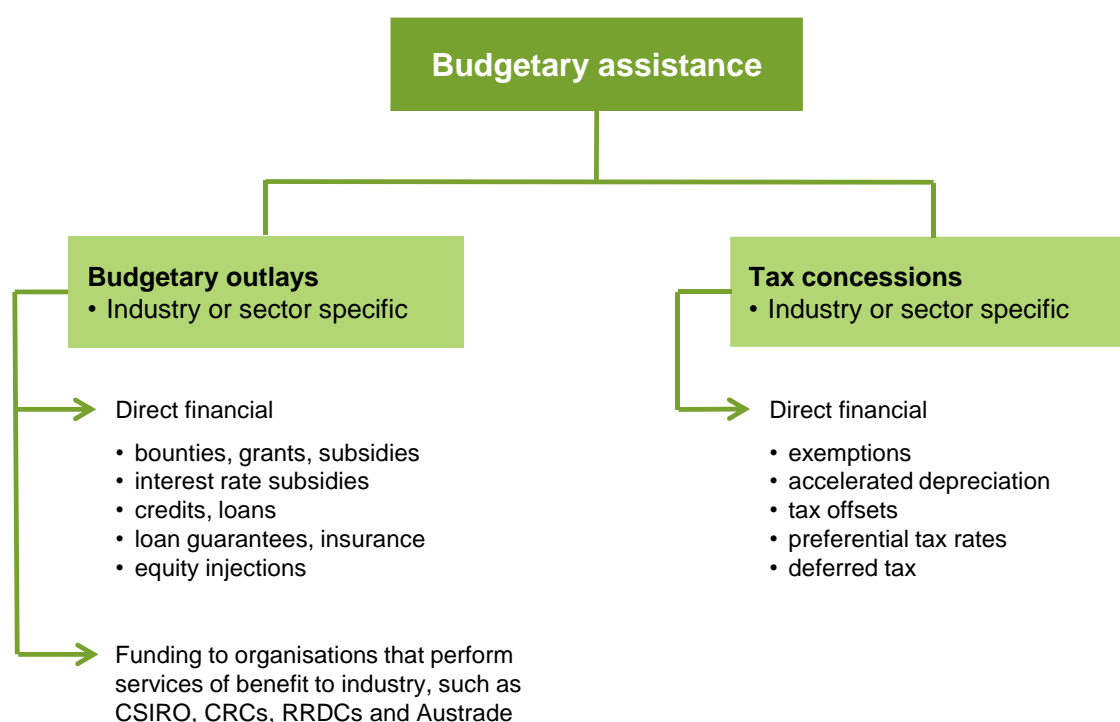 Budgetary assistance
Budgetary outlays
• Industry or sector specific
Tax concessions
• Industry or sector specific
Direct financial
• bounties, grants, subsidies
• interest rate subsidies
• credits, loans
• loan guarantees, insurance
• equity injections
Funding to organisations that perform
services of benefit to industry, such as
CSIRO, CRCs, RRDCs and Austrade
Direct financial
• exemptions
• accelerated depreciation
• tax offsets
• preferential tax rates
• deferred tax